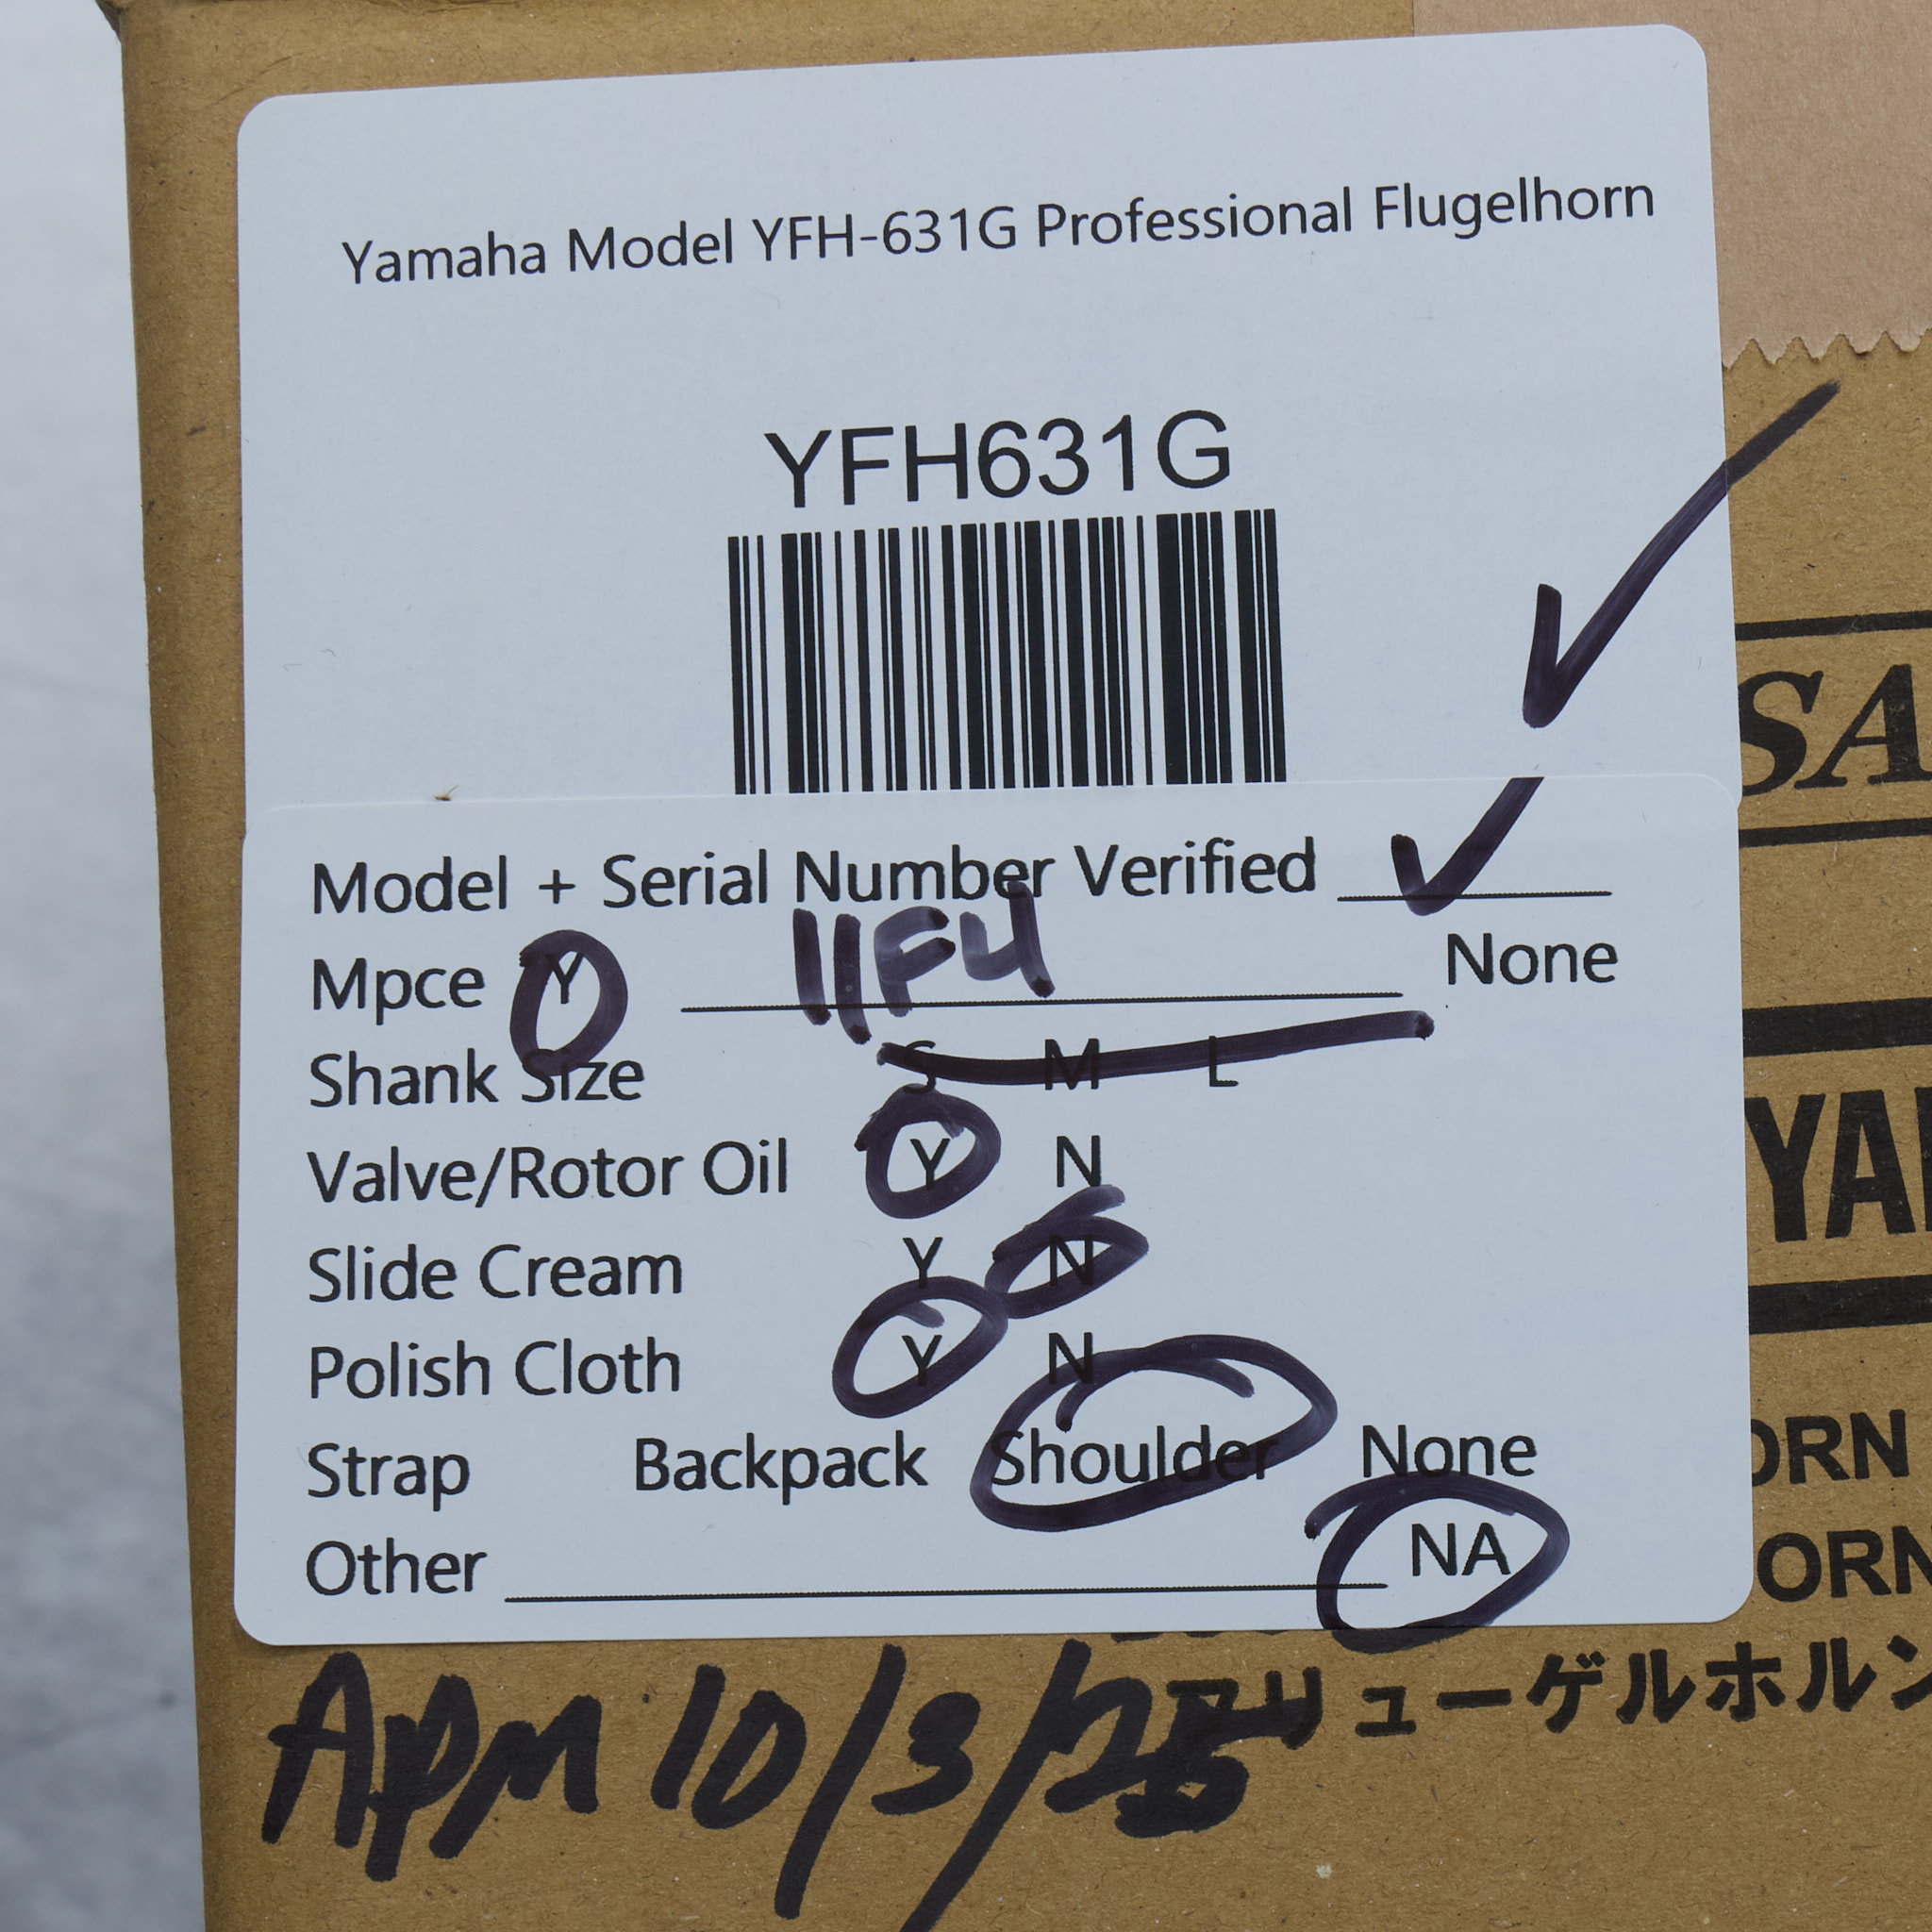 Yamaha Model YFH-631G Professional Flugelhorn
YFH631G
Model + Serial Number Verified ✓
Mpce Y 11F4 None
Shank Size S M L
Valve/Rotor Oil Y N
Slide Cream Y N
Polish Cloth Y N
Strap Backpack Shoulder None
Other NA
APM 10/3/25
SA
YA
ORN
ORN
フリューゲルホルン